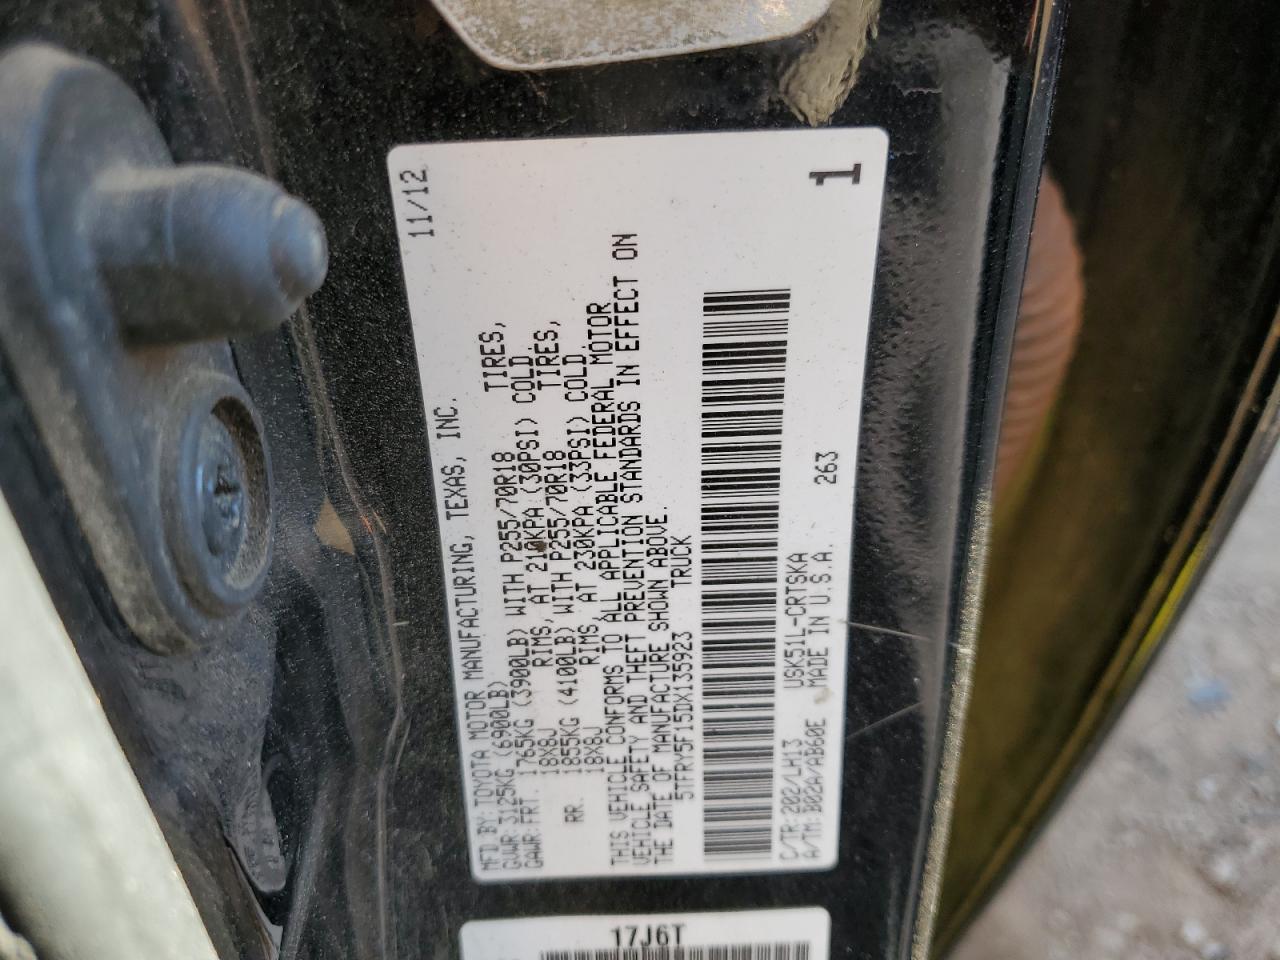 MFD BY: TOYOTA MOTOR MANUFACTURING, TEXAS, INC. 11/12
GVWR: 3125KG (6900LB)
GAWR: FRT. 1765KG (3900LB) WITH P255/70R18 TIRES,
18X8J RIMS, AT 210KPA (30PSI) COLD.
RR. 1855KG (4100LB) WITH P255/70R18 TIRES,
18X8J RIMS, AT 230KPA (33PSI) COLD.
THIS VEHICLE CONFORMS TO ALL APPLICABLE FEDERAL MOTOR
VEHICLE SAFETY AND THEFT PREVENTION STANDARDS IN EFFECT ON
THE DATE OF MANUFACTURE SHOWN ABOVE.
5TFRY5F15DX135923 TRUCK
C/TR: 202/LH13 USK51L-CRTSKA 263
A/TM: B02A/AB60E MADE IN U.S.A.
1
17J6T